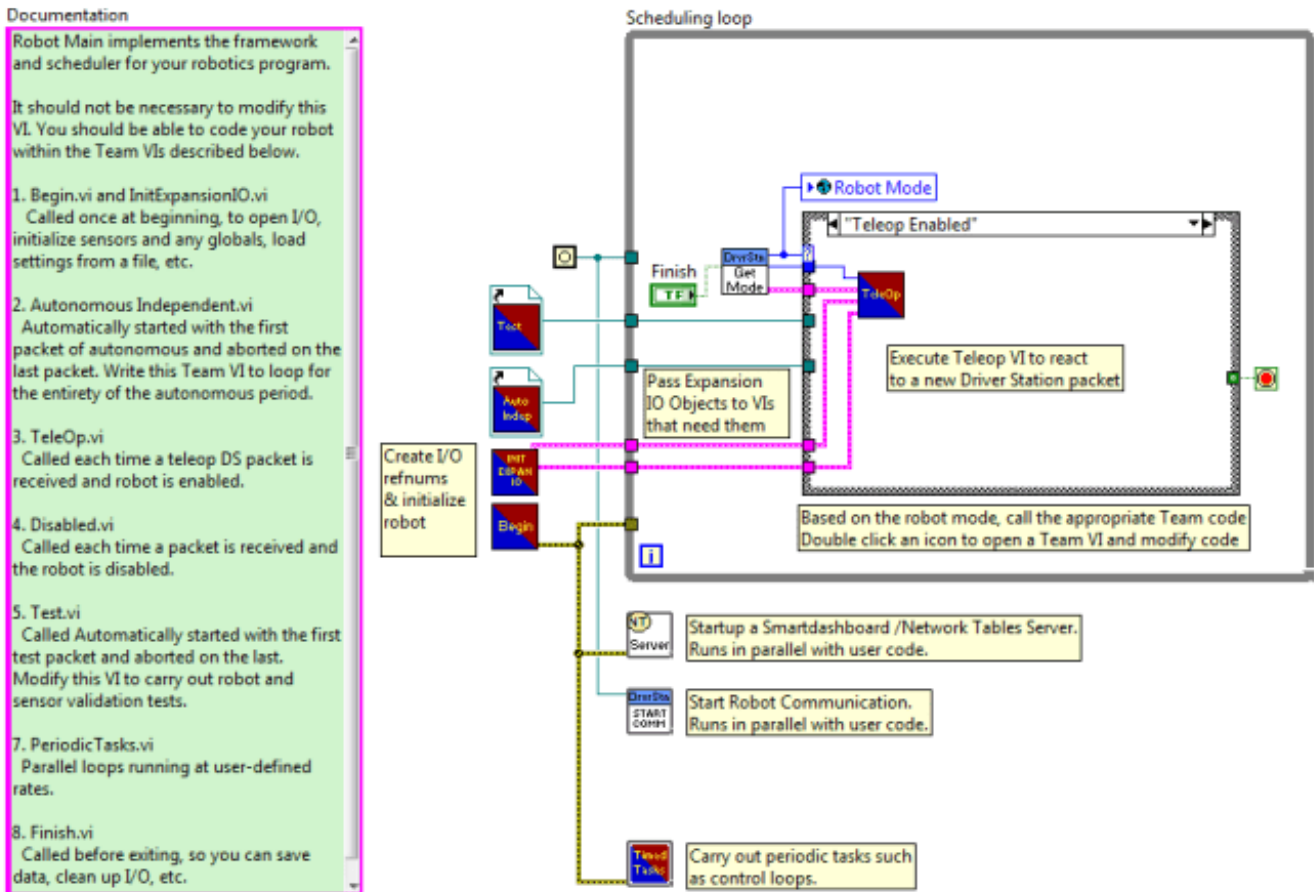 Documentation
Robot Main implements the framework
and scheduler for your robotics program.
It should not be necessary to modify this
VI. You should be able to code your robot
within the Team VIs described below.
1. Begin.vi and InitExpansionIO.vi
Called once at beginning, to open I/O,
initialize sensors and any globals, load
settings from a file, etc.
2. Autonomous Independent.vi
Automatically started with the first
packet of autonomous and aborted on the
last packet. Write this Team VI to loop for
the entirety of the autonomous period.
3. TeleOp.vi
Called each time a teleop DS packet is
received and robot is enabled.
4. Disabled.vi
Called each time a packet is received and
the robot is disabled.
5. Test.vi
Called Automatically started with the first
test packet and aborted on the last.
Modify this VI to carry out robot and
sensor validation tests.
7. PeriodicTasks.vi
Parallel loops running at user-defined
rates.
8. Finish.vi
Called before exiting, so you can save
data, clean up I/O, etc.
Scheduling loop
Robot Mode
"Teleop Enabled"
Finish
TF
DrvrStn
Get
Mode
TeleOp
Test
Execute Teleop VI to react
to a new Driver Station packet
Auto
Indep
Pass Expansion
IO Objects to VIs
that need them
Create I/O
refnums
& initialize
robot
INIT
EXPAN
IO
Begin
Based on the robot mode, call the appropriate Team code
Double click an icon to open a Team VI and modify code
i
NT
Server
Startup a Smartdashboard /Network Tables Server.
Runs in parallel with user code.
DrvrStn
START
COMM
Start Robot Communication.
Runs in parallel with user code.
Timed
Tasks
Carry out periodic tasks such
as control loops.